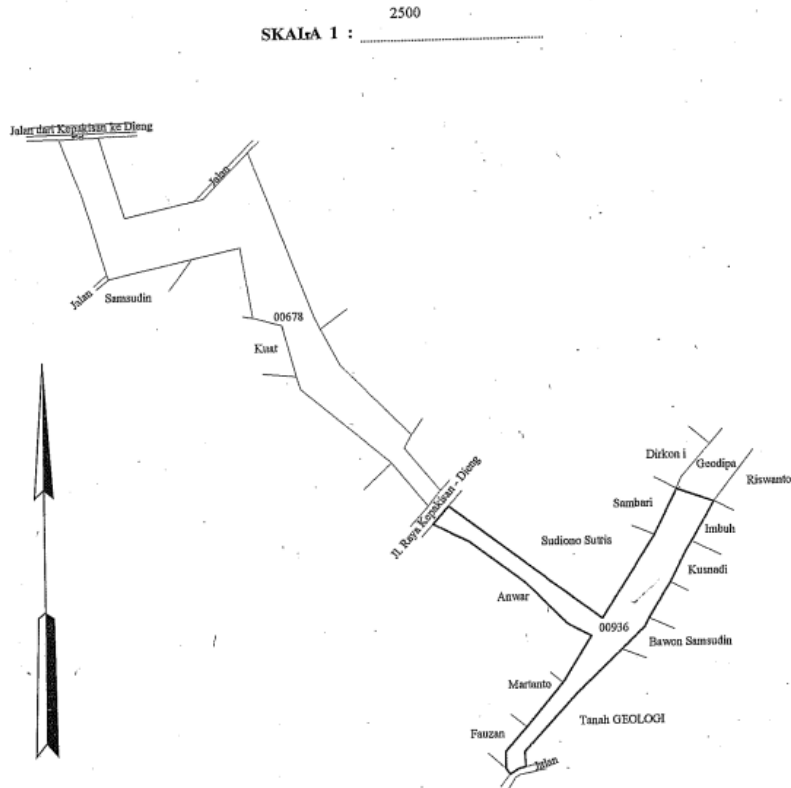 2500
SKALA 1 :
Jalan dari Kepakisan ke Dieng
Jalan
Jalan
Samsudin
00678
Kuat
Dirkon i
Geodipa
Riswanto
Sambari
Jl. Raya Kepakisan - Dieng
Imbuh
Sudiono Sutris
Kusnadi
Anwar
00936
Bawon Samsudin
Martanto
Tanah GEOLOGI
Fauzan
Jalan